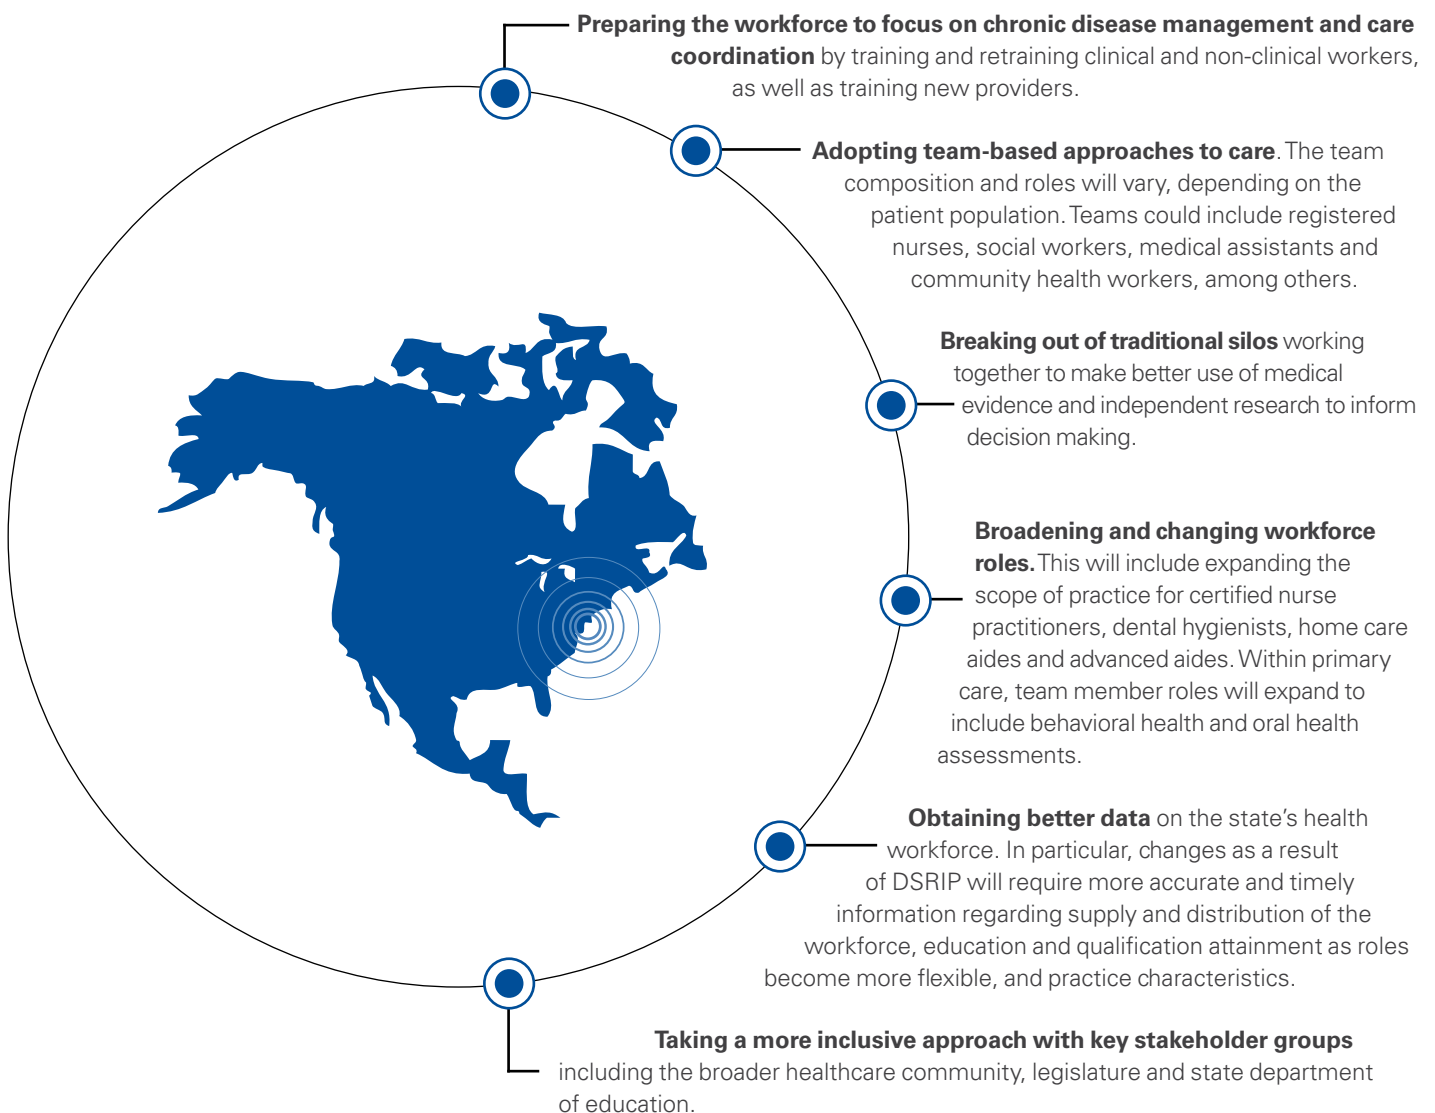 Preparing the workforce to focus on chronic disease management and care
coordination by training and retraining clinical and non-clinical workers,
as well as training new providers.
Adopting team-based approaches to care. The team
composition and roles will vary, depending on the
patient population. Teams could include registered
nurses, social workers, medical assistants and
community health workers, among others.
Breaking out of traditional silos working
together to make better use of medical
evidence and independent research to inform
decision making.
Broadening and changing workforce
roles. This will include expanding the
scope of practice for certified nurse
practitioners, dental hygienists, home care
aides and advanced aides. Within primary
care, team member roles will expand to
include behavioral health and oral health
assessments.
Obtaining better data on the state's health
workforce. In particular, changes as a result
of DSRIP will require more accurate and timely
information regarding supply and distribution of the
workforce, education and qualification attainment as roles
become more flexible, and practice characteristics.
Taking a more inclusive approach with key stakeholder groups
including the broader healthcare community, legislature and state department
of education.